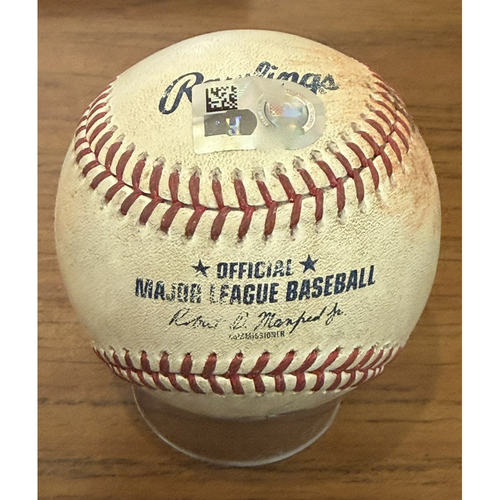 Rawlings
★ OFFICIAL ★
MAJOR LEAGUE BASEBALL
Robert D. Manfred Jr.
COMMISSIONER